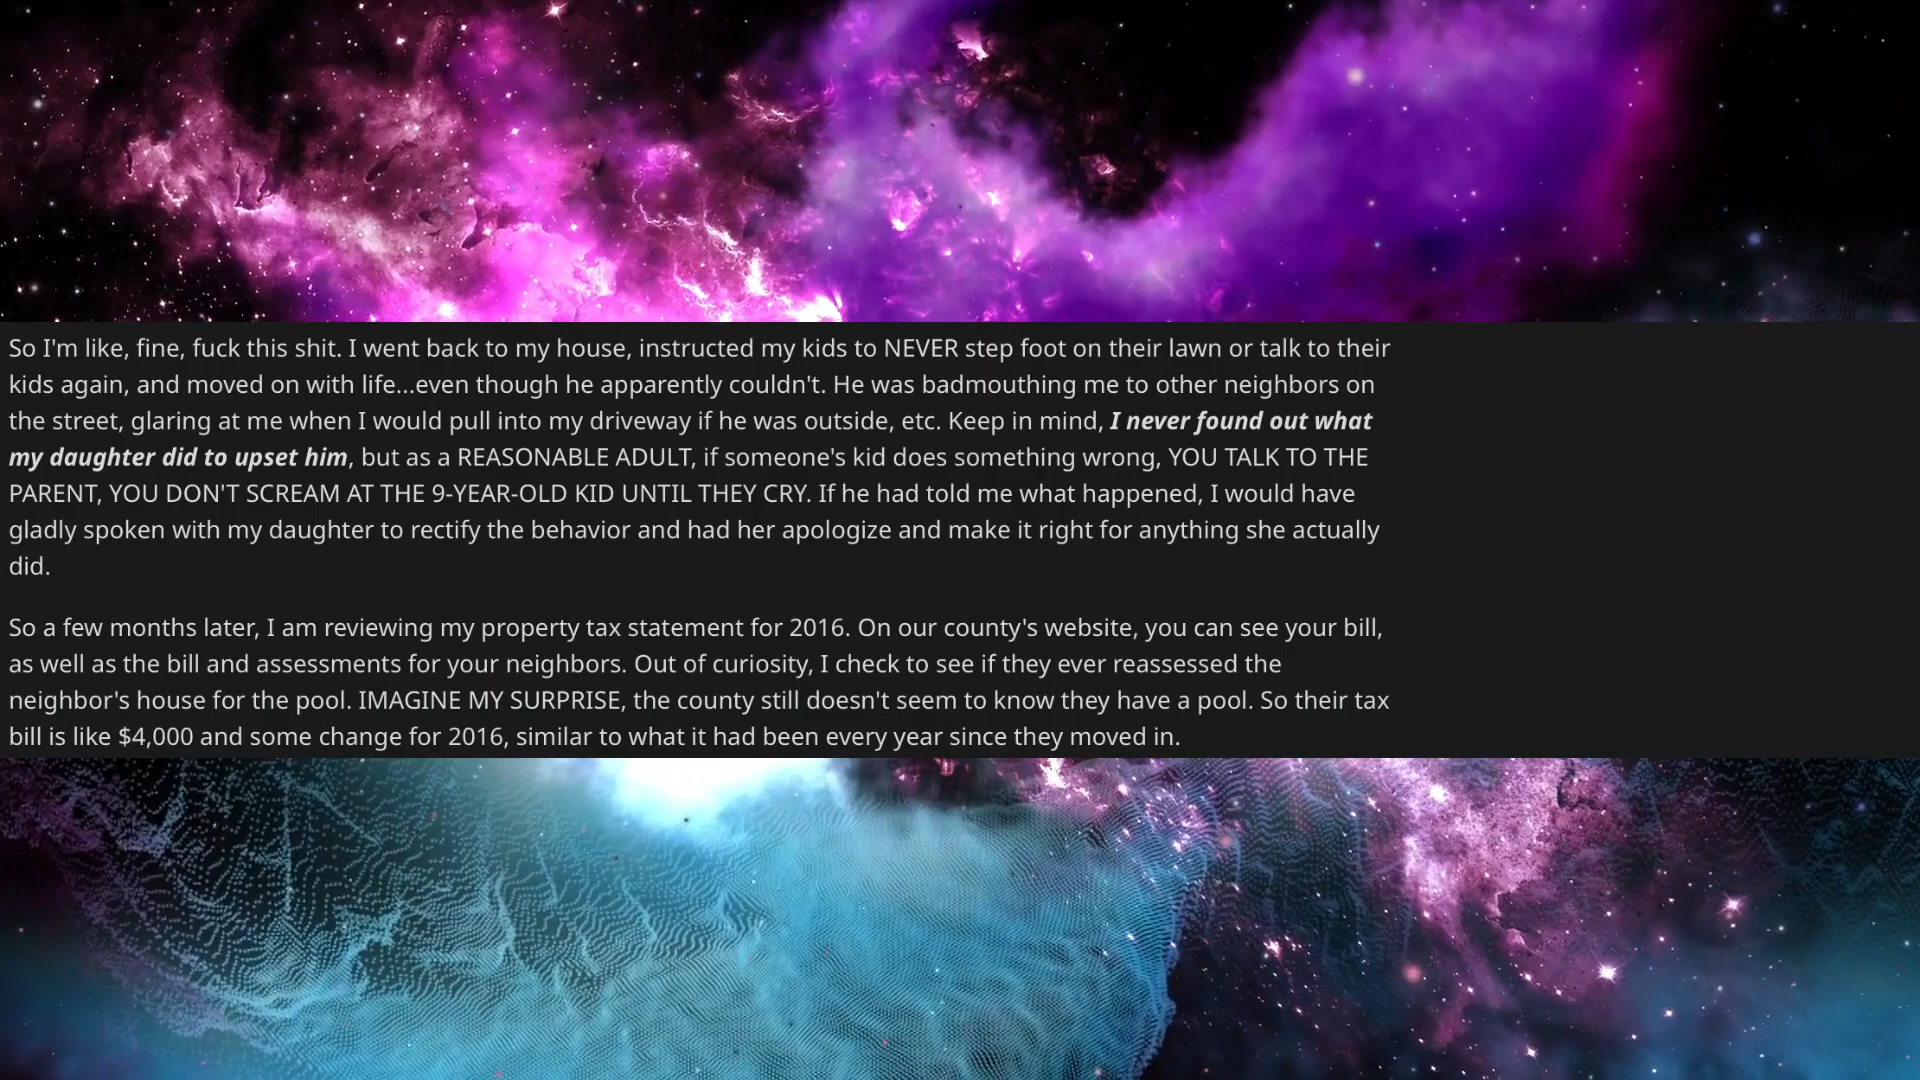 So I'm like, fine, fuck this shit. I went back to my house, instructed my kids to NEVER step foot on their lawn or talk to their
kids again, and moved on with life...even though he apparently couldn't. He was badmouthing me to other neighbors on
the street, glaring at me when I would pull into my driveway if he was outside, etc. Keep in mind, I never found out what
my daughter did to upset him, but as a REASONABLE ADULT, if someone's kid does something wrong, YOU TALK TO THE
PARENT, YOU DON'T SCREAM AT THE 9-YEAR-OLD KID UNTIL THEY CRY. If he had told me what happened, I would have
gladly spoken with my daughter to rectify the behavior and had her apologize and make it right for anything she actually
did.
So a few months later, I am reviewing my property tax statement for 2016. On our county's website, you can see your bill,
as well as the bill and assessments for your neighbors. Out of curiosity, I check to see if they ever reassessed the
neighbor's house for the pool. IMAGINE MY SURPRISE, the county still doesn't seem to know they have a pool. So their tax
bill is like $4,000 and some change for 2016, similar to what it had been every year since they moved in.